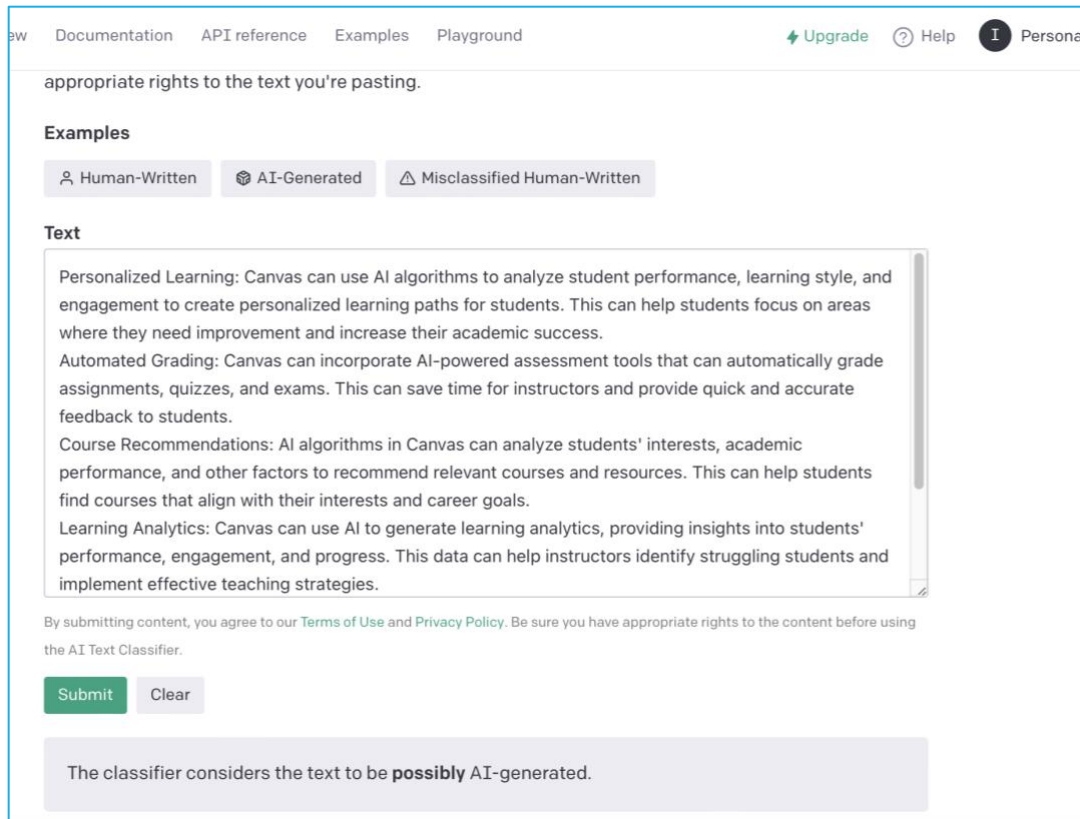 ew Documentation API reference Examples Playground Upgrade Help I Persona
appropriate rights to the text you're pasting.
Examples
Human-Written AI-Generated Misclassified Human-Written
Text
Personalized Learning: Canvas can use AI algorithms to analyze student performance, learning style, and
engagement to create personalized learning paths for students. This can help students focus on areas
where they need improvement and increase their academic success.
Automated Grading: Canvas can incorporate AI-powered assessment tools that can automatically grade
assignments, quizzes, and exams. This can save time for instructors and provide quick and accurate
feedback to students.
Course Recommendations: AI algorithms in Canvas can analyze students' interests, academic
performance, and other factors to recommend relevant courses and resources. This can help students
find courses that align with their interests and career goals.
Learning Analytics: Canvas can use AI to generate learning analytics, providing insights into students'
performance, engagement, and progress. This data can help instructors identify struggling students and
implement effective teaching strategies.
By submitting content, you agree to our Terms of Use and Privacy Policy. Be sure you have appropriate rights to the content before using
the AI Text Classifier.
Submit Clear
The classifier considers the text to be possibly AI-generated.